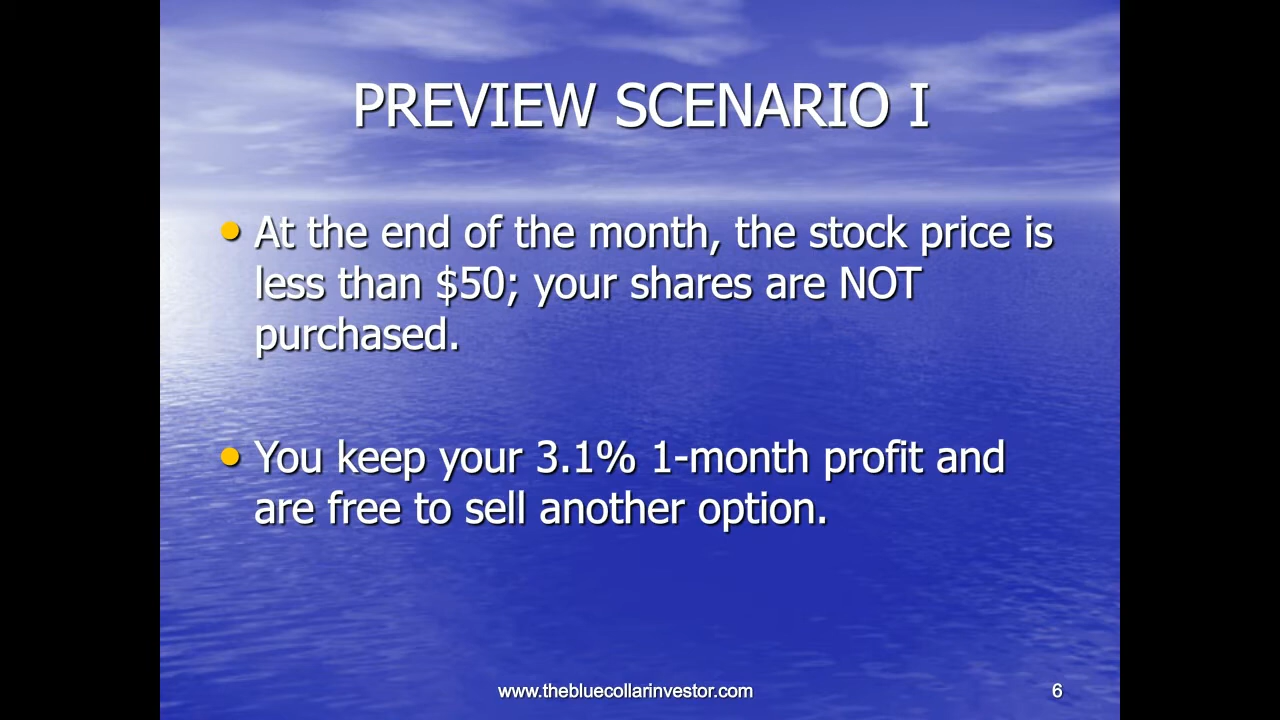 PREVIEW SCENARIO I
• At the end of the month, the stock price is
less than $50; your shares are NOT
purchased.
• You keep your 3.1% 1-month profit and
are free to sell another option.
www.thebluecollarinvestor.com
6